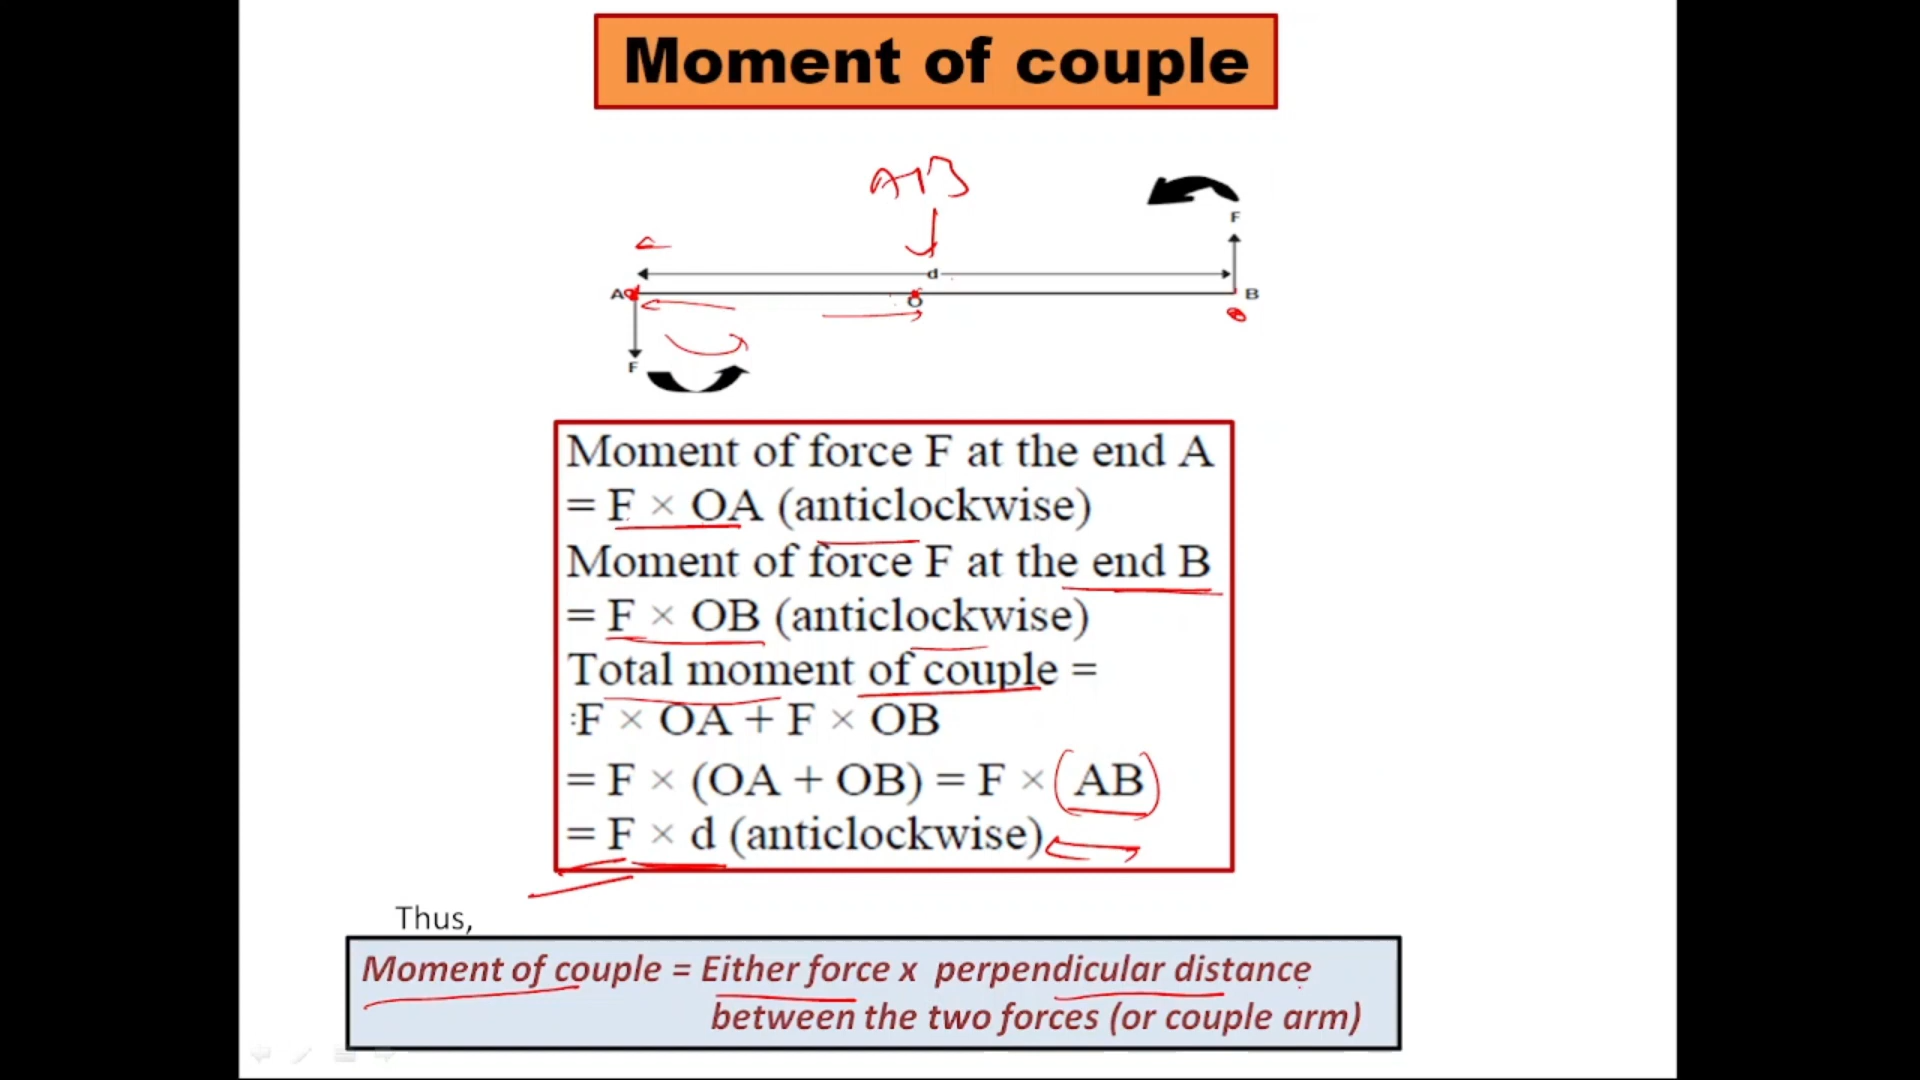 Moment of couple
A+B
F
d
A
O
B
F
Moment of force F at the end A
= F × OA (anticlockwise)
Moment of force F at the end B
= F × OB (anticlockwise)
Total moment of couple =
F × OA + F × OB
= F × (OA + OB) = F × (AB)
= F × d (anticlockwise)
Thus,
Moment of couple = Either force x perpendicular distance
between the two forces (or couple arm)